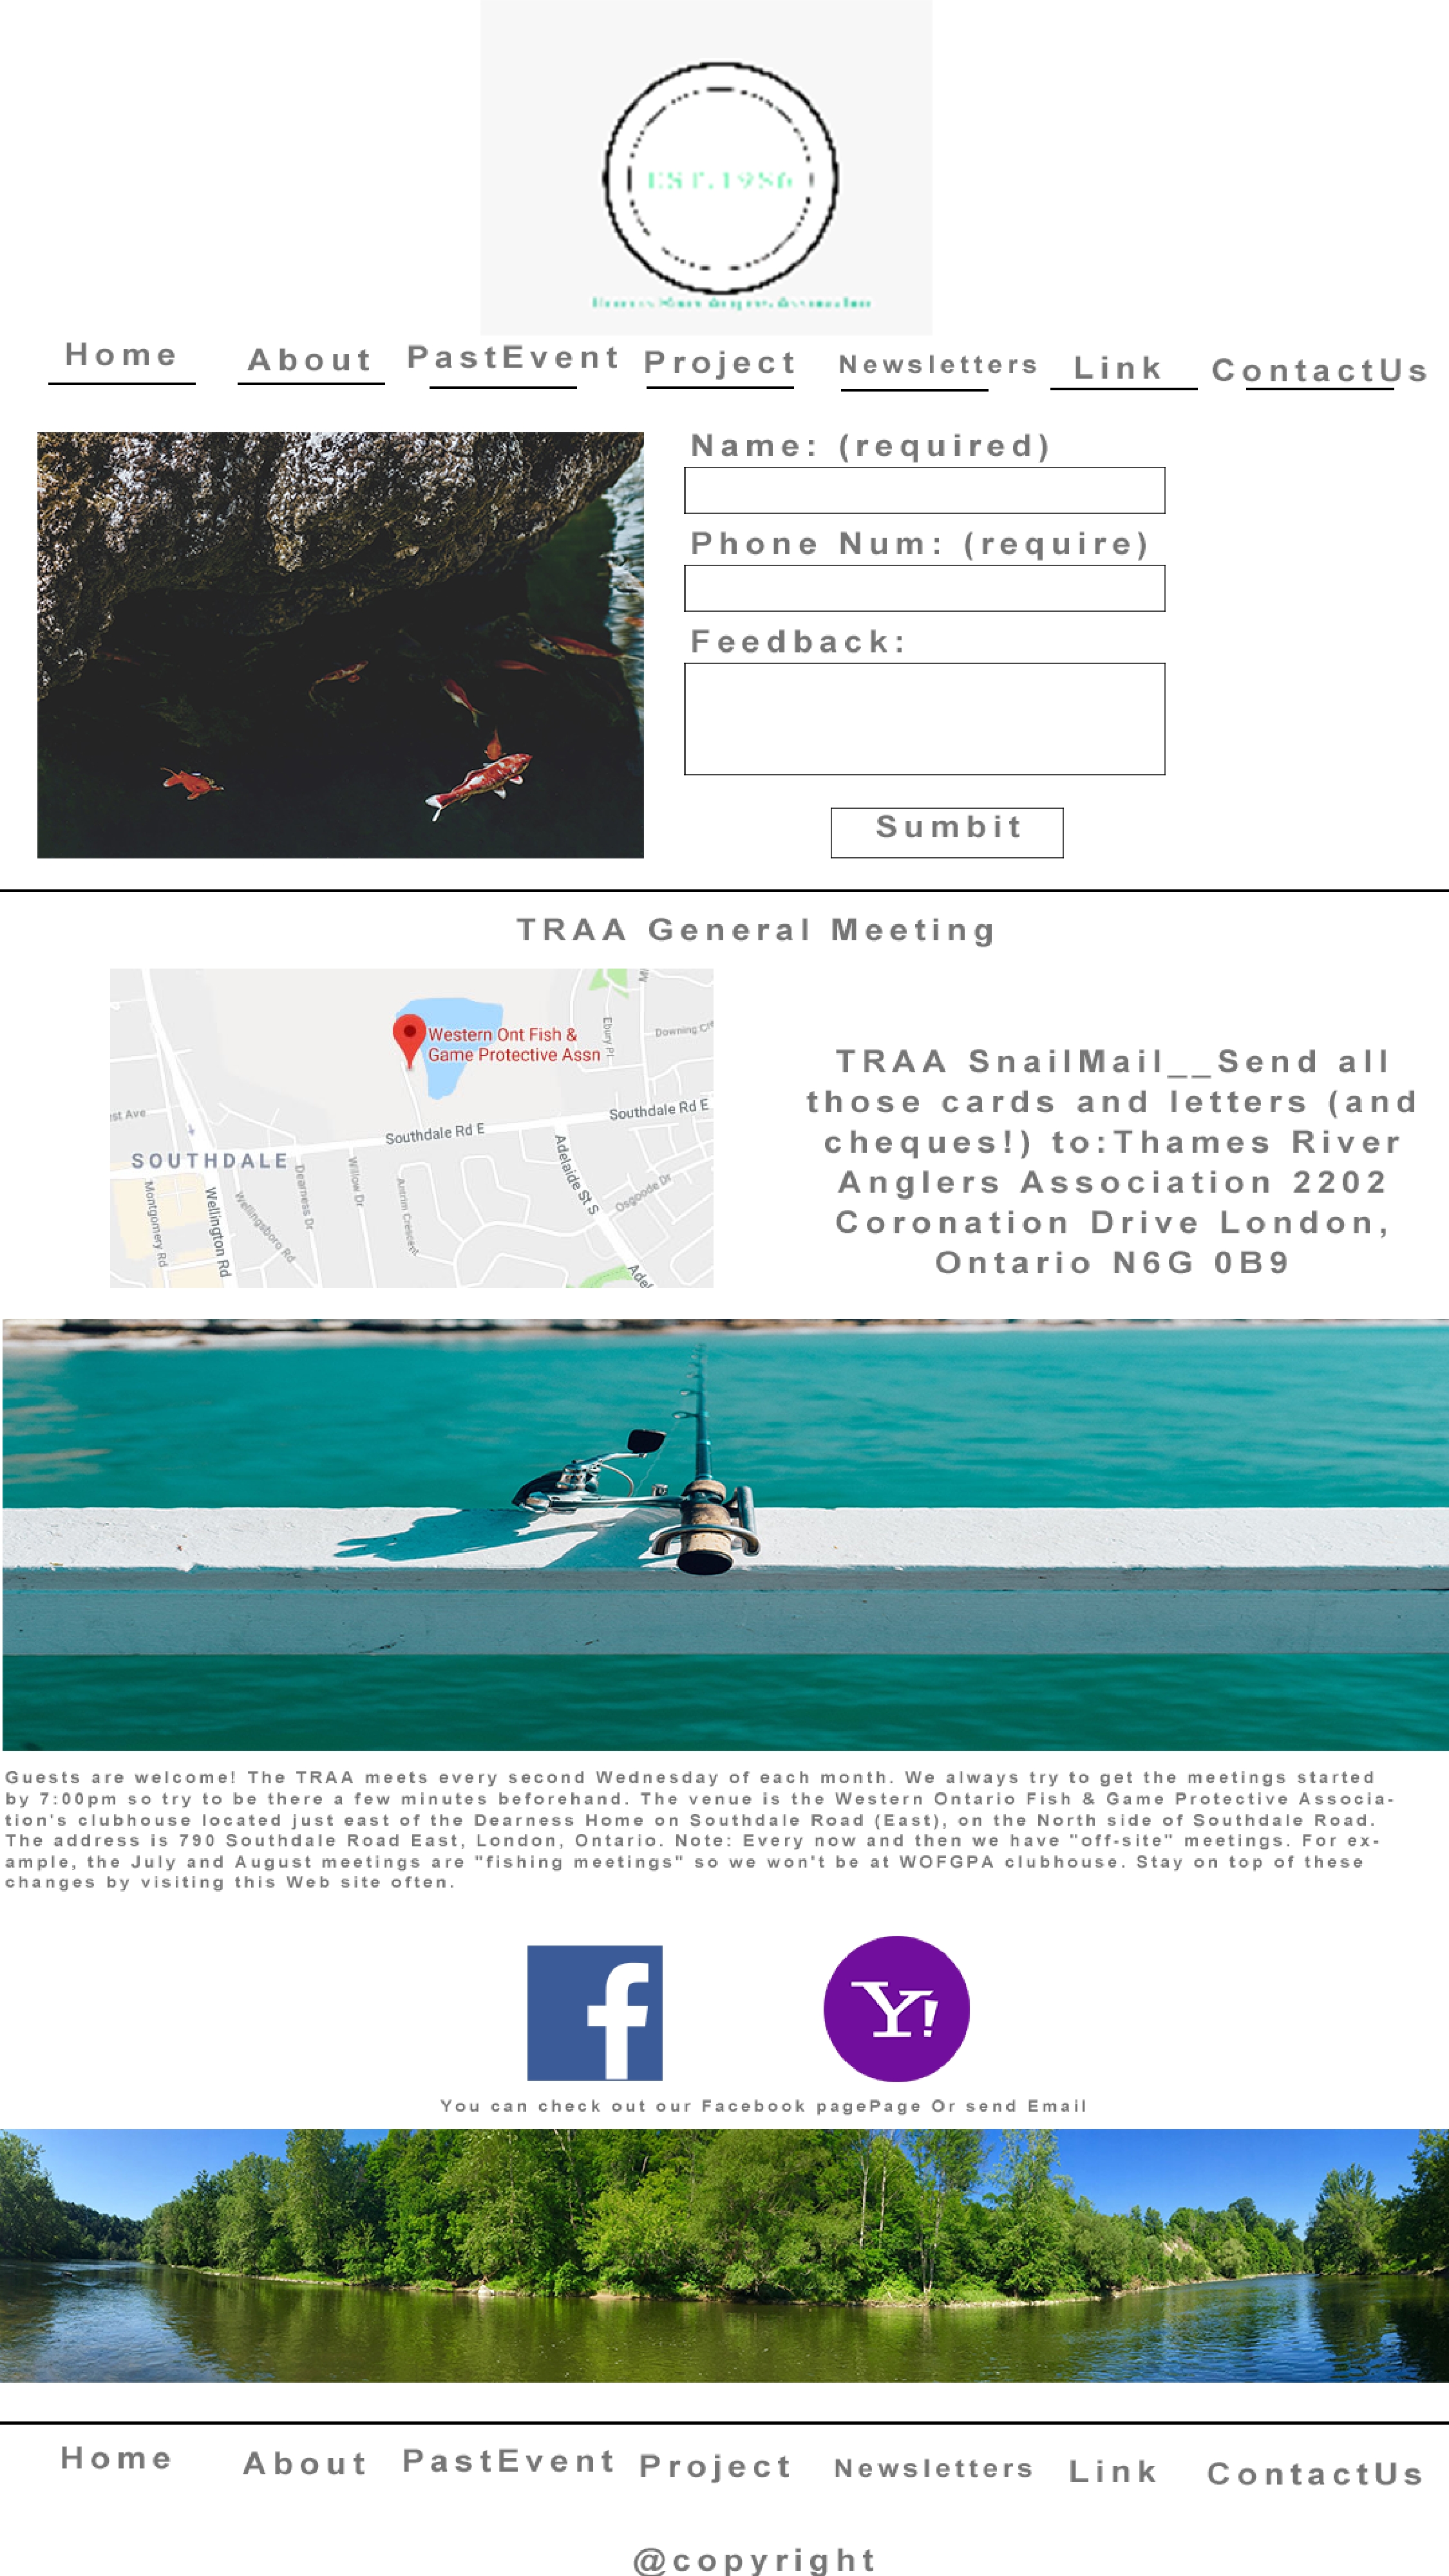 EST.1986
Home About PastEvent Project Newsletters Link ContactUs
Name: (required)
Phone Num: (require)
Feedback:
Sumbit
TRAA General Meeting
Western Ont Fish &
Game Protective Assn
Ebury Pl
Southdale Rd E
Southdale Rd E
SOUTHDALE
Montgomery Rd
Wellington Rd
Wellingsboro Rd
Dearness Dr
Willow Dr
Antrim Crescent
Adelaide St S
Osgoode Dr
TRAA SnailMail__Send all
those cards and letters (and
cheques!) to:Thames River
Anglers Association 2202
Coronation Drive London,
Ontario N6G 0B9
Guests are welcome! The TRAA meets every second Wednesday of each month. We always try to get the meetings started
by 7:00pm so try to be there a few minutes beforehand. The venue is the Western Ontario Fish & Game Protective Associa-
tion's clubhouse located just east of the Dearness Home on Southdale Road (East), on the North side of Southdale Road.
The address is 790 Southdale Road East, London, Ontario. Note: Every now and then we have "off-site" meetings. For ex-
ample, the July and August meetings are "fishing meetings" so we won't be at WOFGPA clubhouse. Stay on top of these
changes by visiting this Web site often.
f
Y!
You can check out our Facebook pagePage Or send Email
Home About PastEvent Project Newsletters Link ContactUs
@copyright